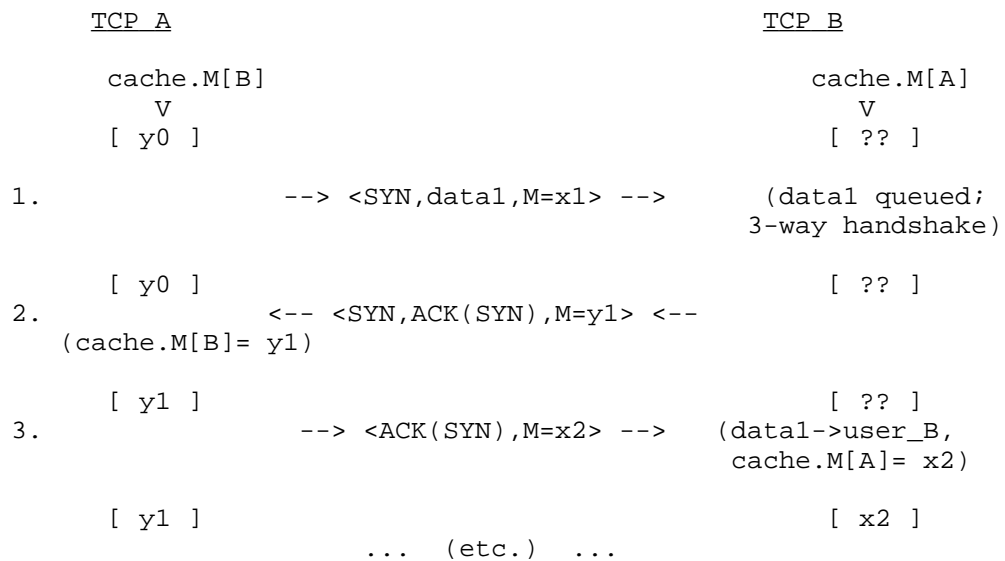 TCP A TCP B
cache.M[B] cache.M[A]
V V
[ y0 ] [ ?? ]
1. --> <SYN,data1,M=x1> --> (data1 queued;
3-way handshake)
[ y0 ] [ ?? ]
2. <-- <SYN,ACK(SYN),M=y1> <--
(cache.M[B]= y1)
[ y1 ] [ ?? ]
3. --> <ACK(SYN),M=x2> --> (data1->user_B,
cache.M[A]= x2)
[ y1 ] [ x2 ]
... (etc.) ...